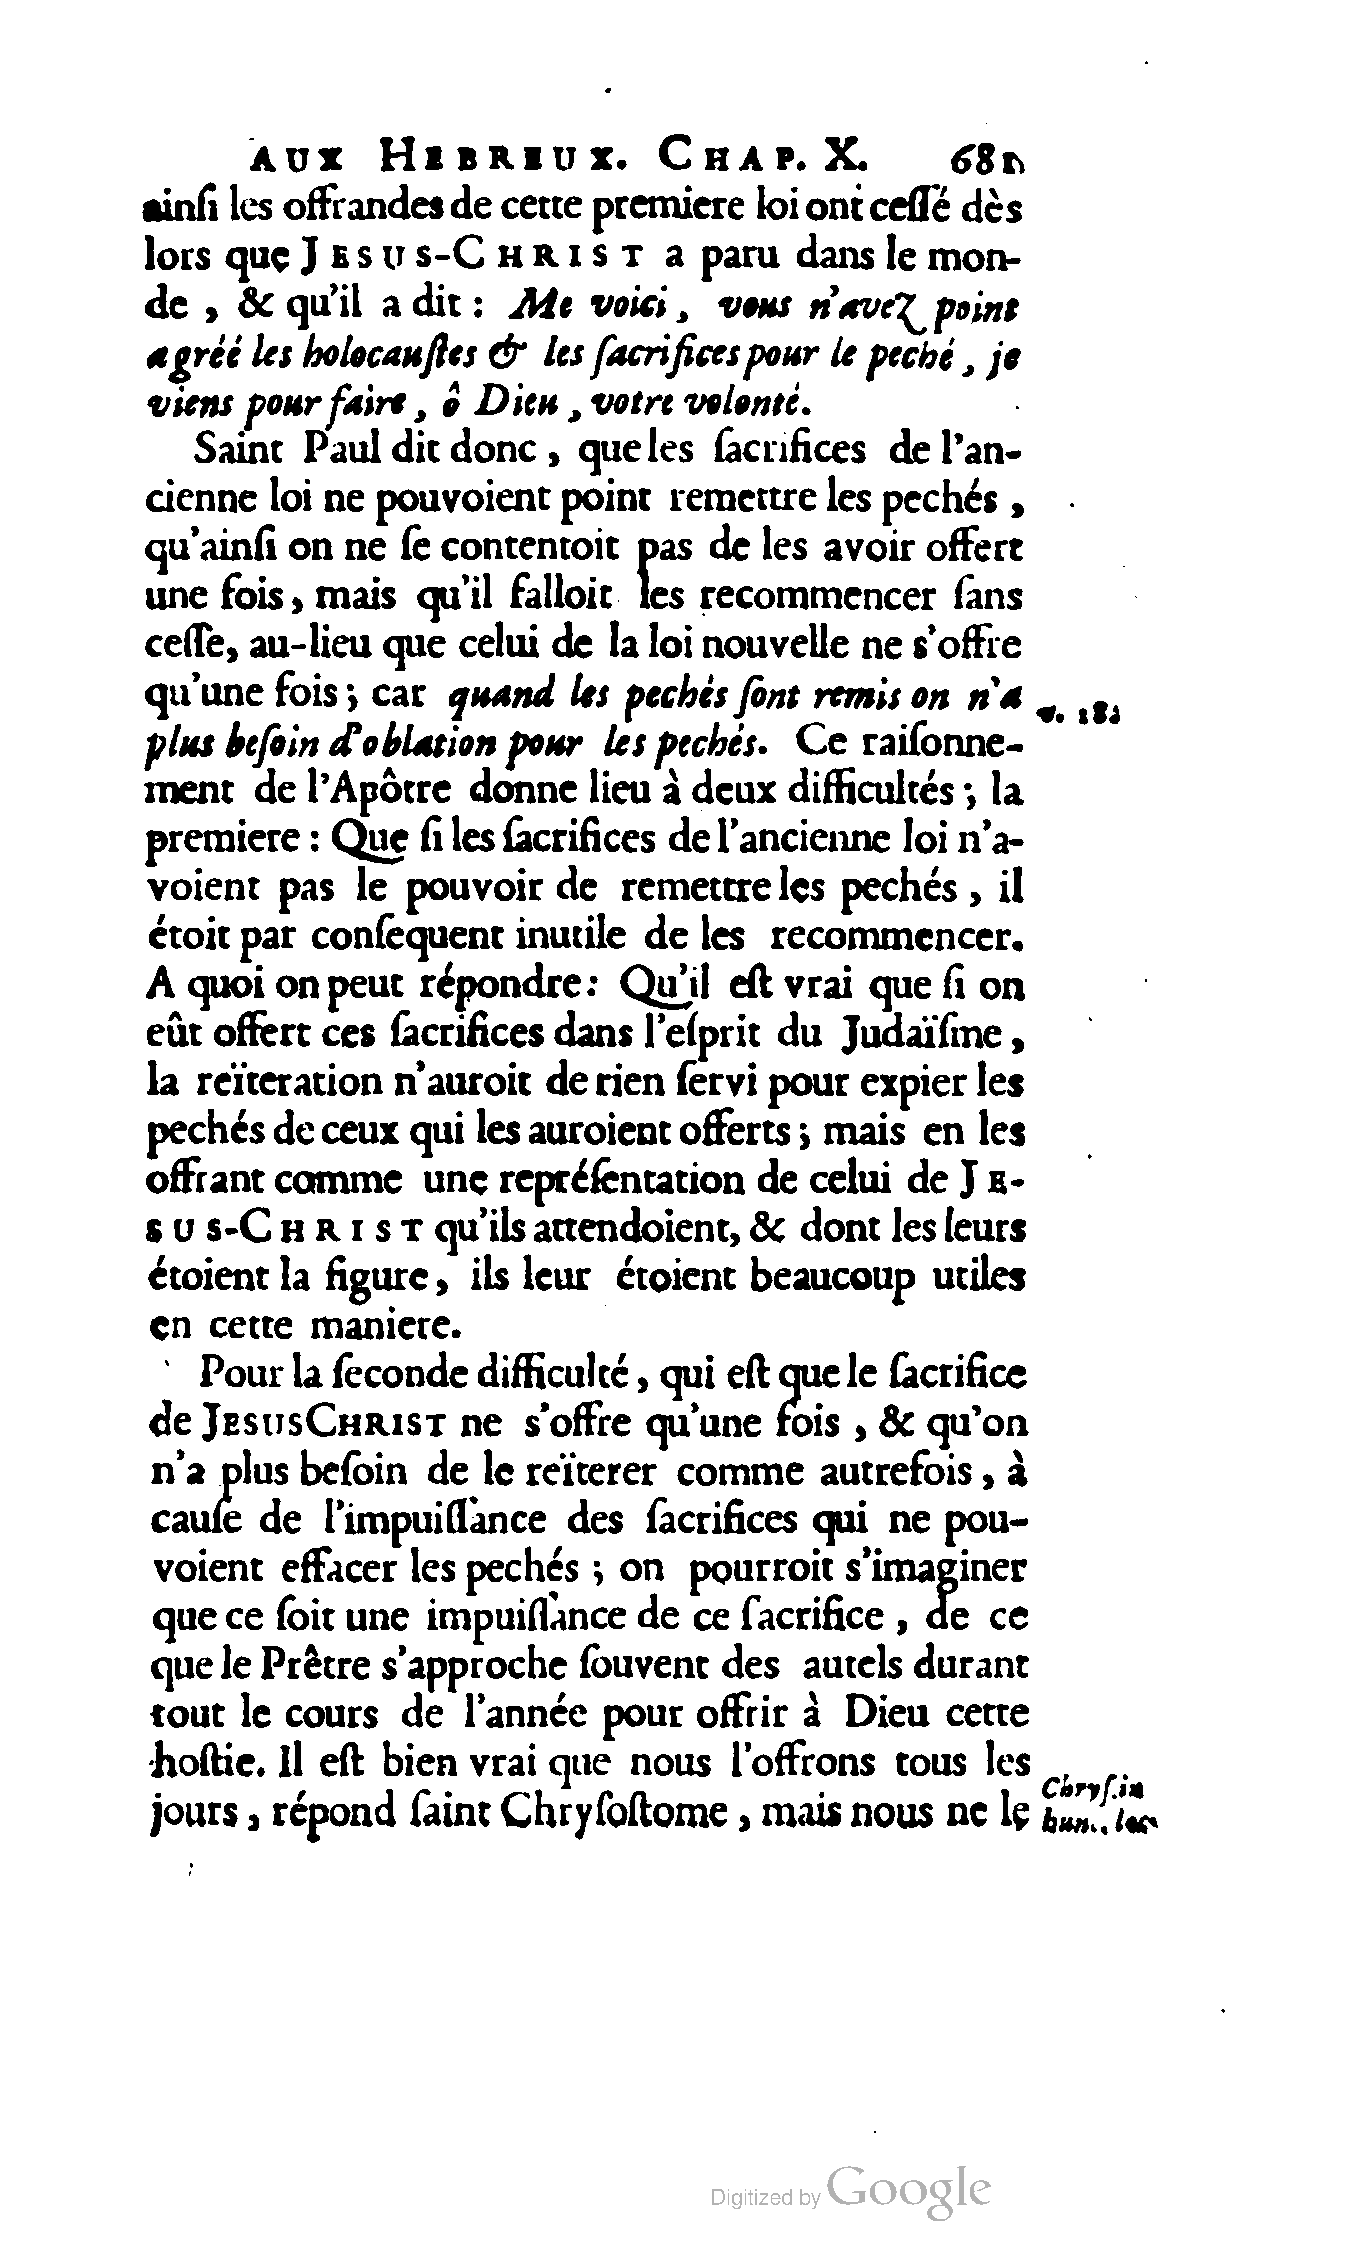 AUX HEBREUX. CHAP. X. 681
ainſi les offrandes de cette premiere loi ont ceſſé dès
lors que JESUS-CHRIST a paru dans le mon-
de , & qu'il a dit : Me voici , vous n'avez point
agréé les holocauſtes & les ſacrifices pour le peché , je
viens pour faire , ô Dieu , votre volonté.
Saint Paul dit donc , que les ſacrifices de l'an-
cienne loi ne pouvoient point remettre les pechés ,
qu'ainſi on ne ſe contentoit pas de les avoir offert
une fois, mais qu'il falloit les recommencer ſans
ceſſe, au-lieu que celui de la loi nouvelle ne s'offre
qu'une fois ; car quand les pechés ſont remis on n'a
v. 18.
plus beſoin d'oblation pour les pechés. Ce raiſonne-
ment de l'Apôtre donne lieu à deux difficultés ; la
premiere : Que ſi les ſacrifices de l'ancienne loi n'a-
voient pas le pouvoir de remettre les pechés , il
étoit par conſequent inutile de les recommencer.
A quoi on peut répondre : Qu'il eſt vrai que ſi on
eût offert ces ſacrifices dans l'eſprit du Judaïſme ,
la reïteration n'auroit de rien ſervi pour expier les
pechés de ceux qui les auroient offerts ; mais en les
offrant comme une repréſentation de celui de JE-
SUS-CHRIST qu'ils attendoient, & dont les leurs
étoient la figure, ils leur étoient beaucoup utiles
en cette maniere.
Pour la ſeconde difficulté , qui eſt que le ſacrifice
de JESUSCHRIST ne s'offre qu'une fois , & qu'on
n'a plus beſoin de le reïterer comme autrefois , à
cauſe de l'impuiſſance des ſacrifices qui ne pou-
voient effacer les pechés ; on pourroit s'imaginer
que ce ſoit une impuiſſance de ce ſacrifice , de ce
que le Prêtre s'approche ſouvent des autels durant
tout le cours de l'année pour offrir à Dieu cette
hoſtie. Il eſt bien vrai que nous l'offrons tous les
jours , répond ſaint Chryſoſtome , mais nous ne le
Chryſ. in
hunc loc.
Digitized by Google